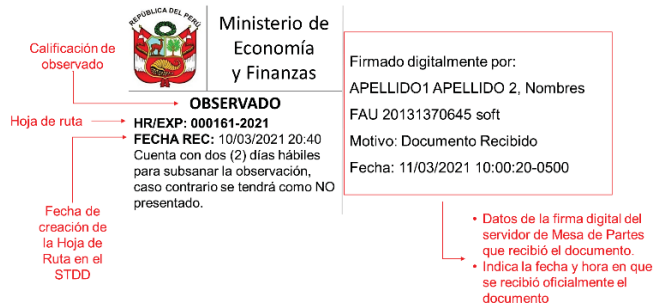 REPÚBLICA DEL PERÚ
Ministerio de
Economía
y Finanzas
Calificación de
observado
OBSERVADO
Hoja de ruta
HR/EXP: 000161-2021
FECHA REC: 10/03/2021 20:40
Cuenta con dos (2) días hábiles
para subsanar la observación,
caso contrario se tendrá como NO
presentado.
Fecha de
creación de
la Hoja de
Ruta en el
STDD
Firmado digitalmente por:
APELLIDO1 APELLIDO 2, Nombres
FAU 20131370645 soft
Motivo: Documento Recibido
Fecha: 11/03/2021 10:00:20-0500
• Datos de la firma digital del
servidor de Mesa de Partes
que recibió el documento.
• Indica la fecha y hora en que
se recibió oficialmente el
documento